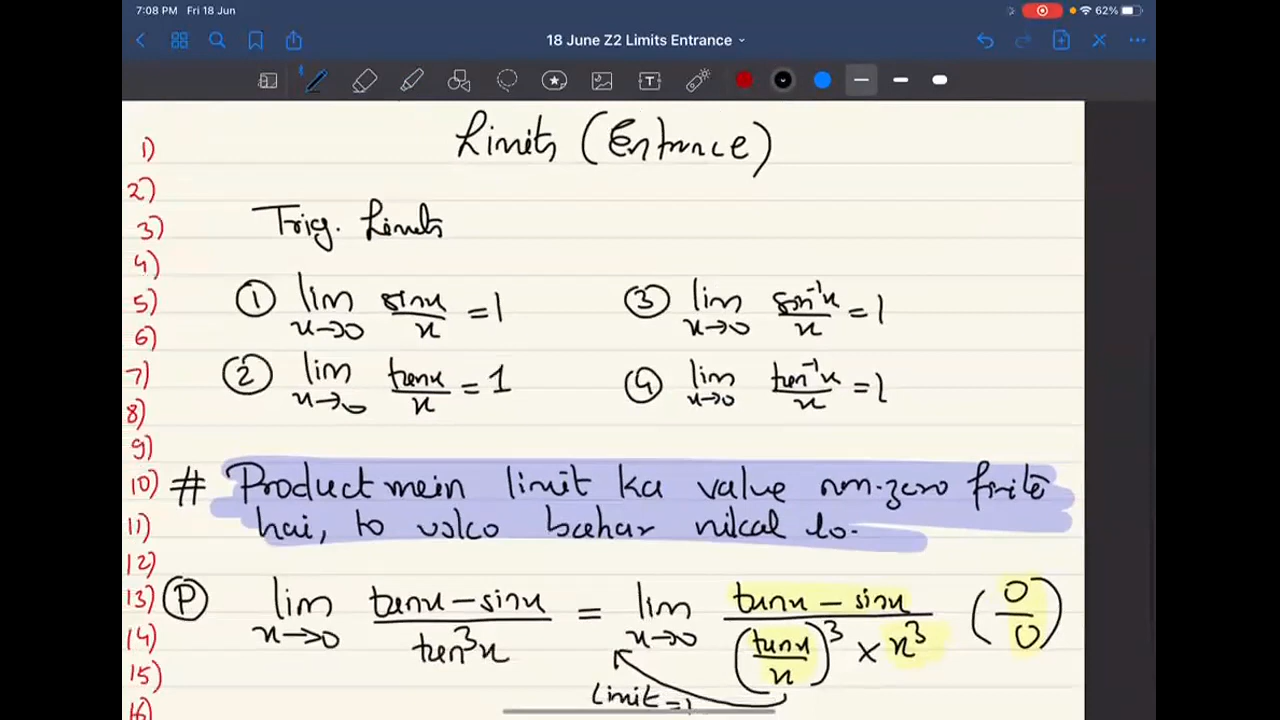 7:08 PM Fri 18 Jun
62%
18 June Z2 Limits Entrance
Limits (Entrance)
1)
2)
3) Trig. Limits
4)
5) ① lim x→0 sinx/x = 1 ③ lim x→0 sin⁻¹x/x = 1
6)
7) ② lim x→0 tanx/x = 1 ④ lim x→0 tan⁻¹x/x = 1
8)
9)
10) # Product mein limit ka value non-zero finite
11) hai, to usko bahar nikal lo.
12)
13) Ⓟ lim x→0 tanx - sinx / tan³x = lim x→0 tanx - sinx / (tanx/x)³ × x³ (0/0)
14)
15)
limit = 1
16)